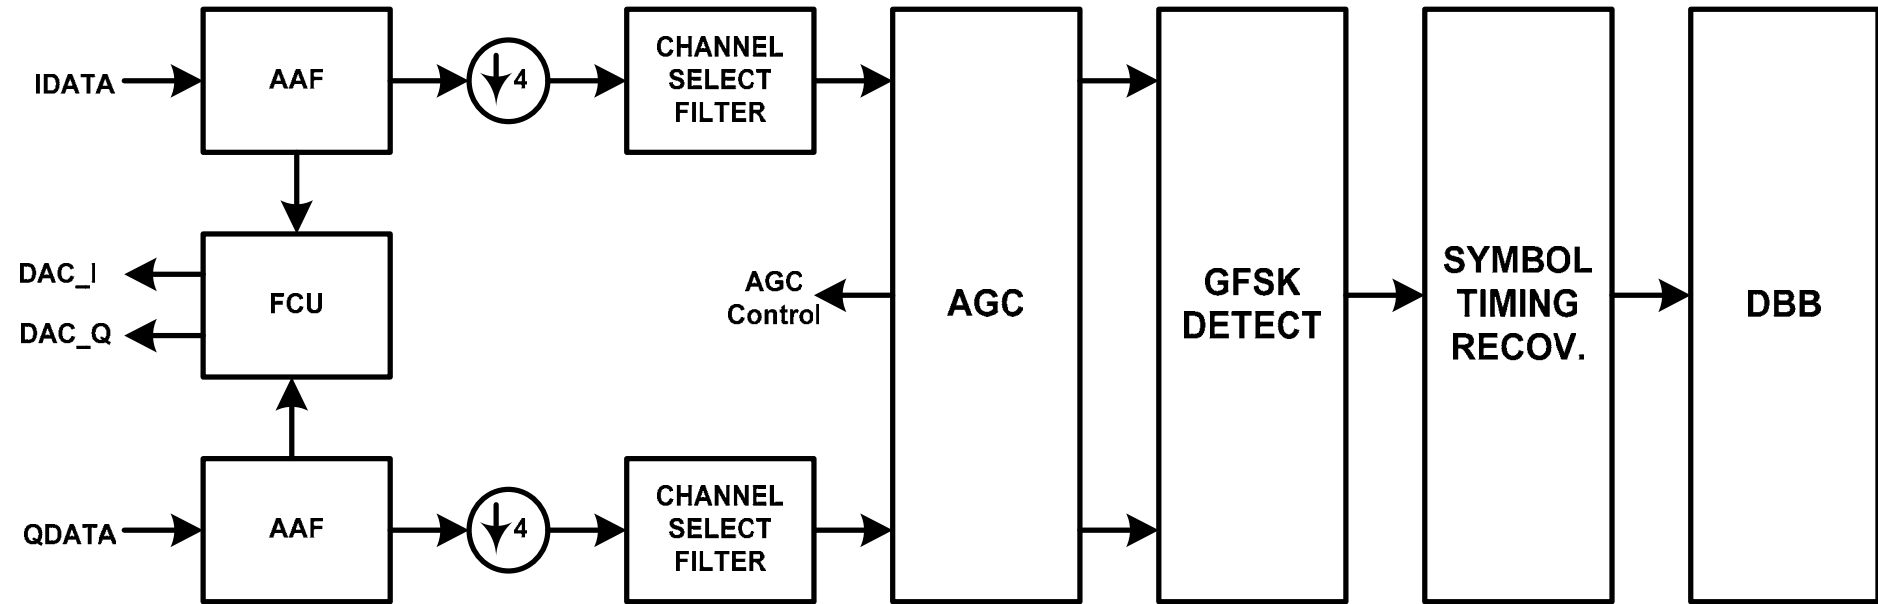 IDATA
AAF
4
CHANNEL
SELECT
FILTER
DAC_I
DAC_Q
FCU
QDATA
AAF
4
CHANNEL
SELECT
FILTER
AGC
Control
AGC
GFSK
DETECT
SYMBOL
TIMING
RECOV.
DBB